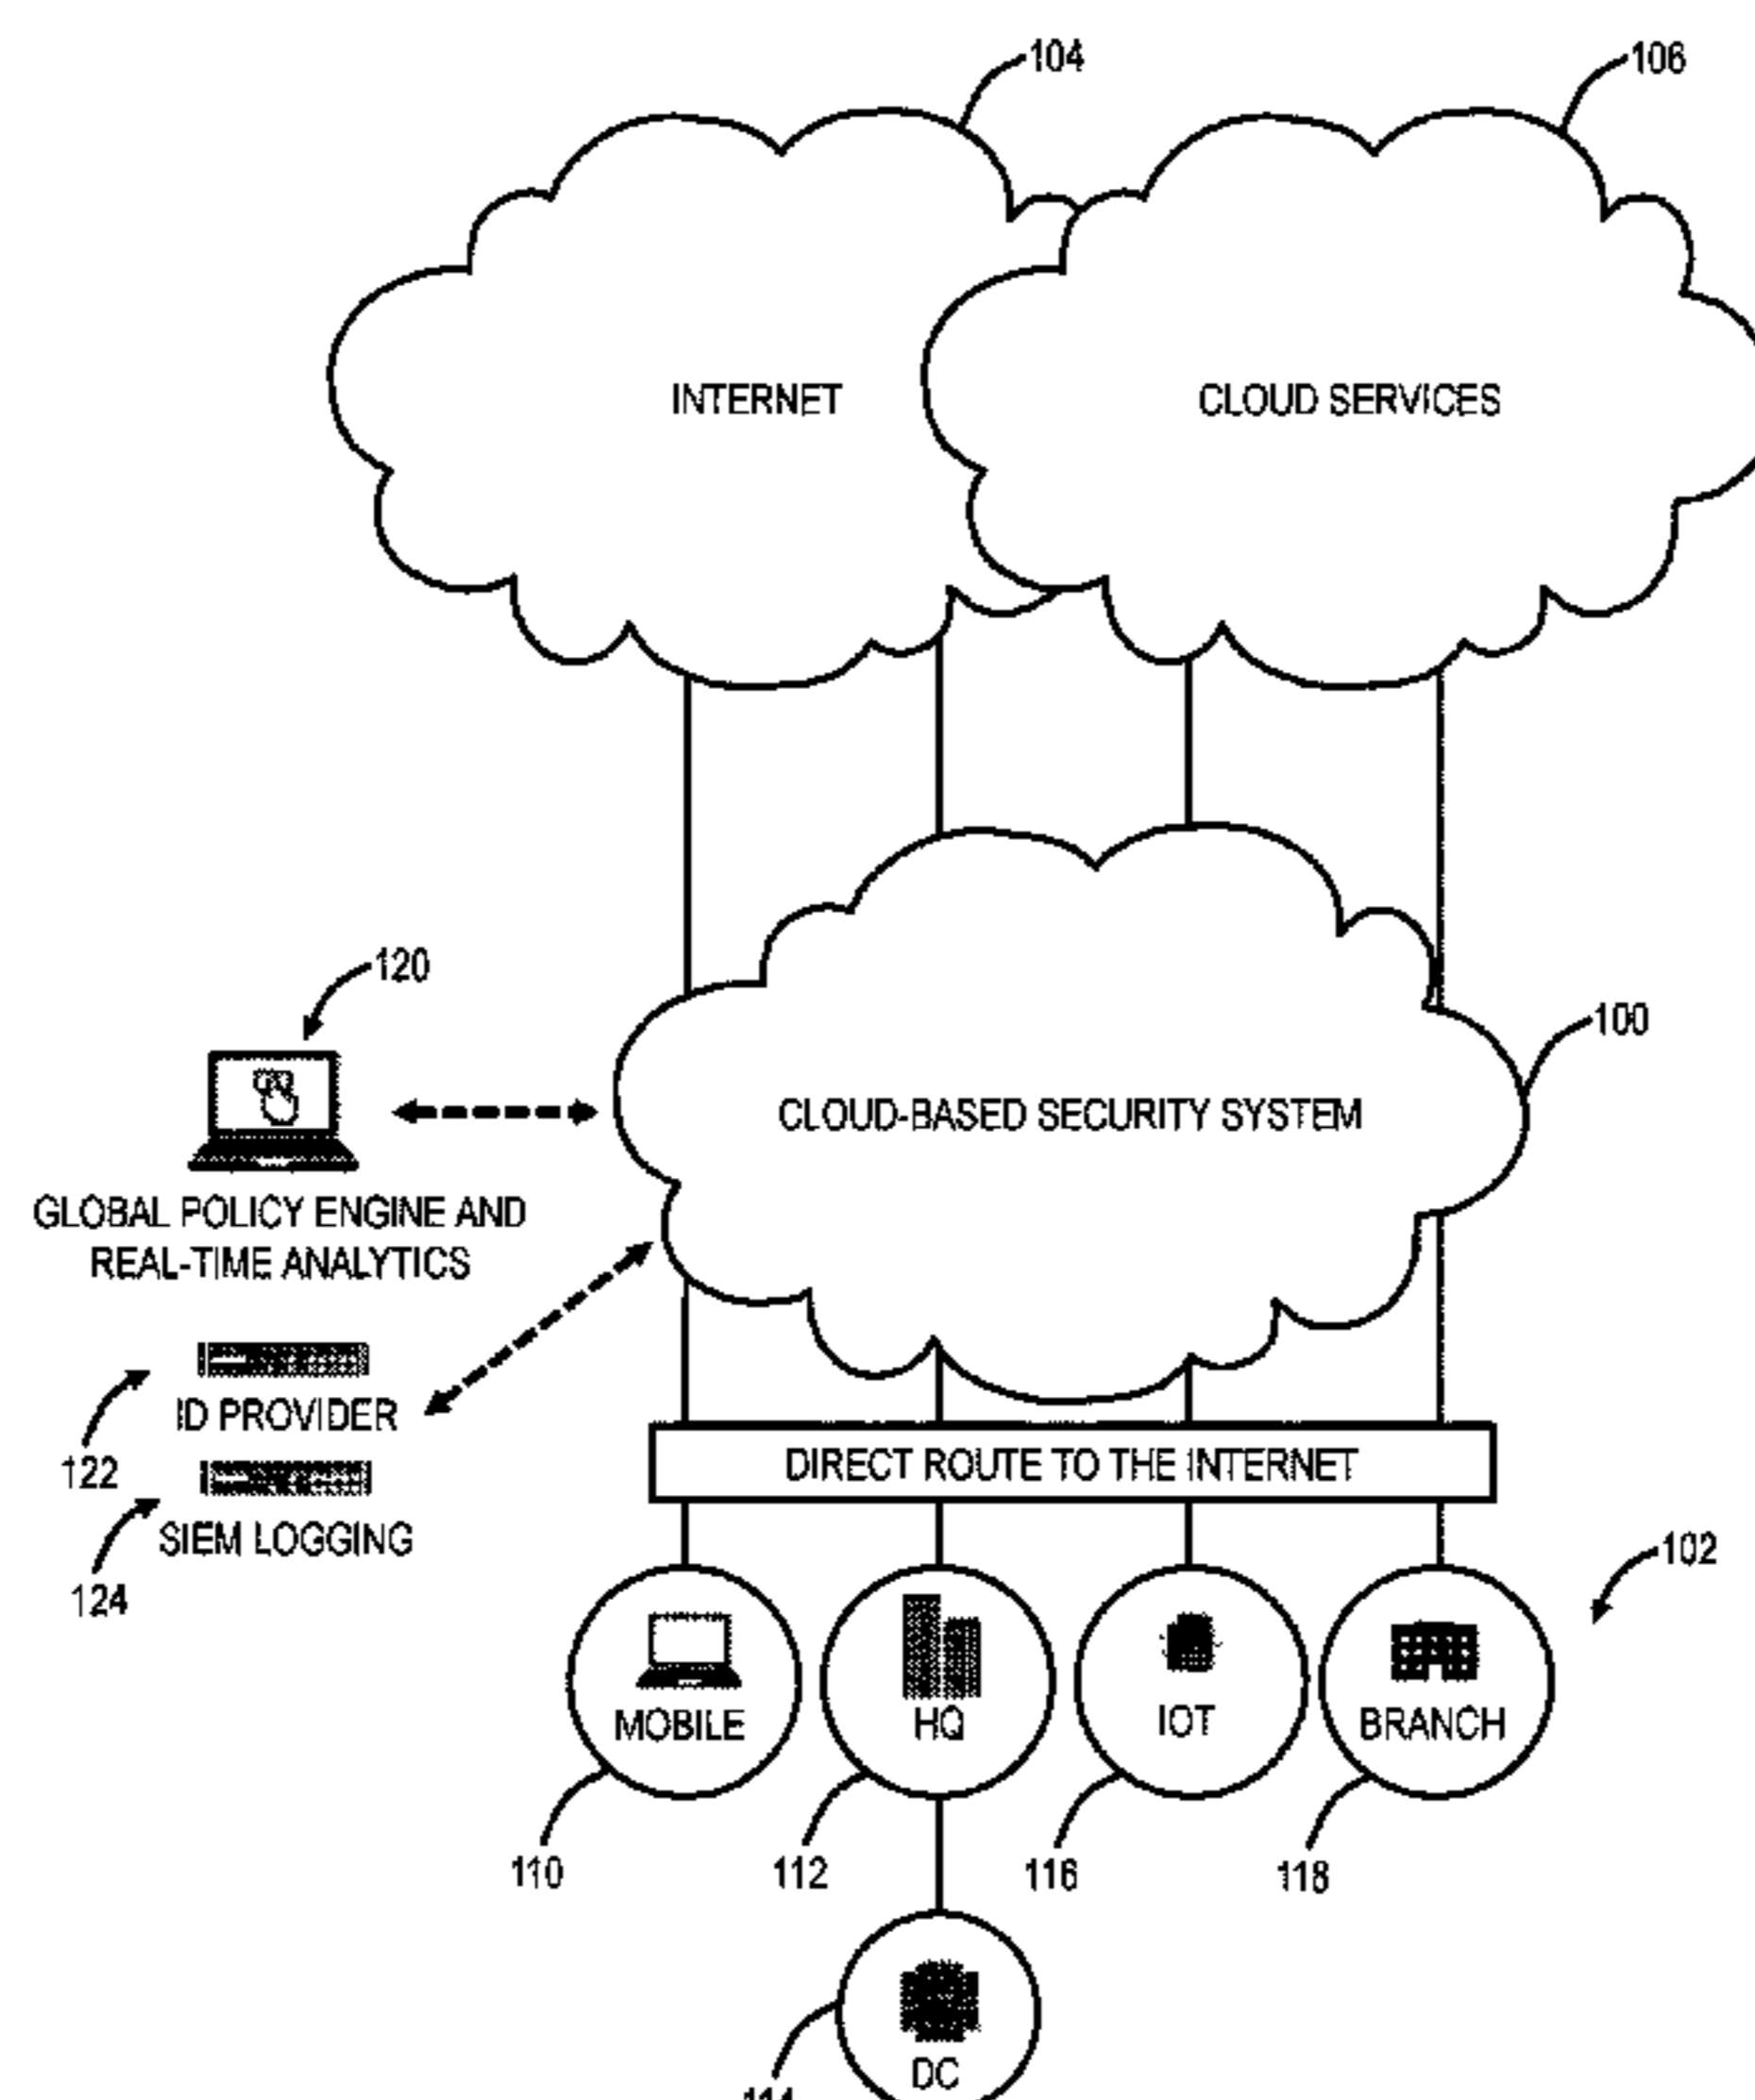 104
106
INTERNET
CLOUD SERVICES
120
100
CLOUD-BASED SECURITY SYSTEM
GLOBAL POLICY ENGINE AND
REAL-TIME ANALYTICS
ID PROVIDER
122
DIRECT ROUTE TO THE INTERNET
SIEM LOGGING
124
102
MOBILE
HQ
IOT
BRANCH
110
112
116
118
DC